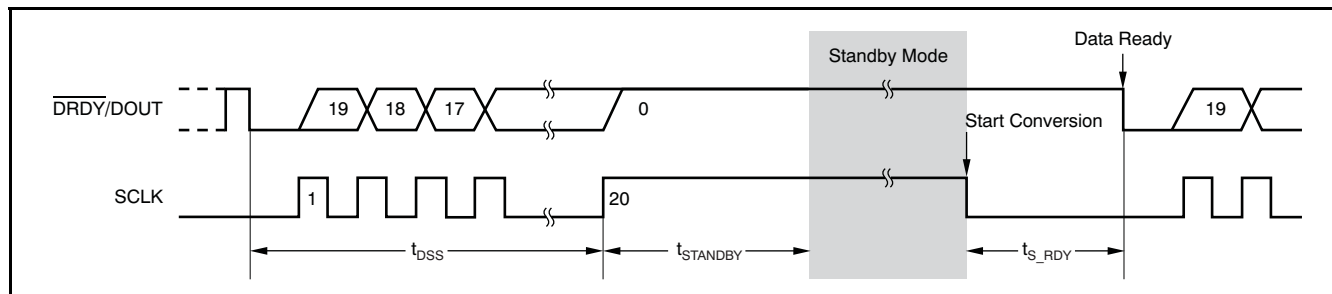 Data Ready
Standby Mode
DRDY/DOUT
19
18
17
0
19
Start Conversion
SCLK
1
20
tDSS
tSTANDBY
tS_RDY